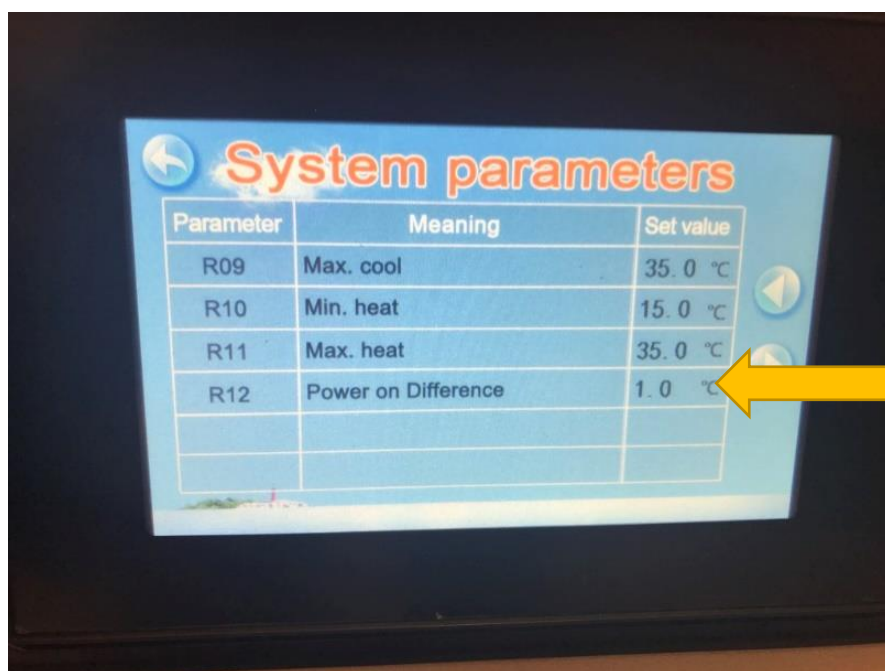 System parameters
Parameter Meaning Set value
R09 Max. cool 35.0 °C
R10 Min. heat 15.0 °C
R11 Max. heat 35.0 °C
R12 Power on Difference 1.0 °C